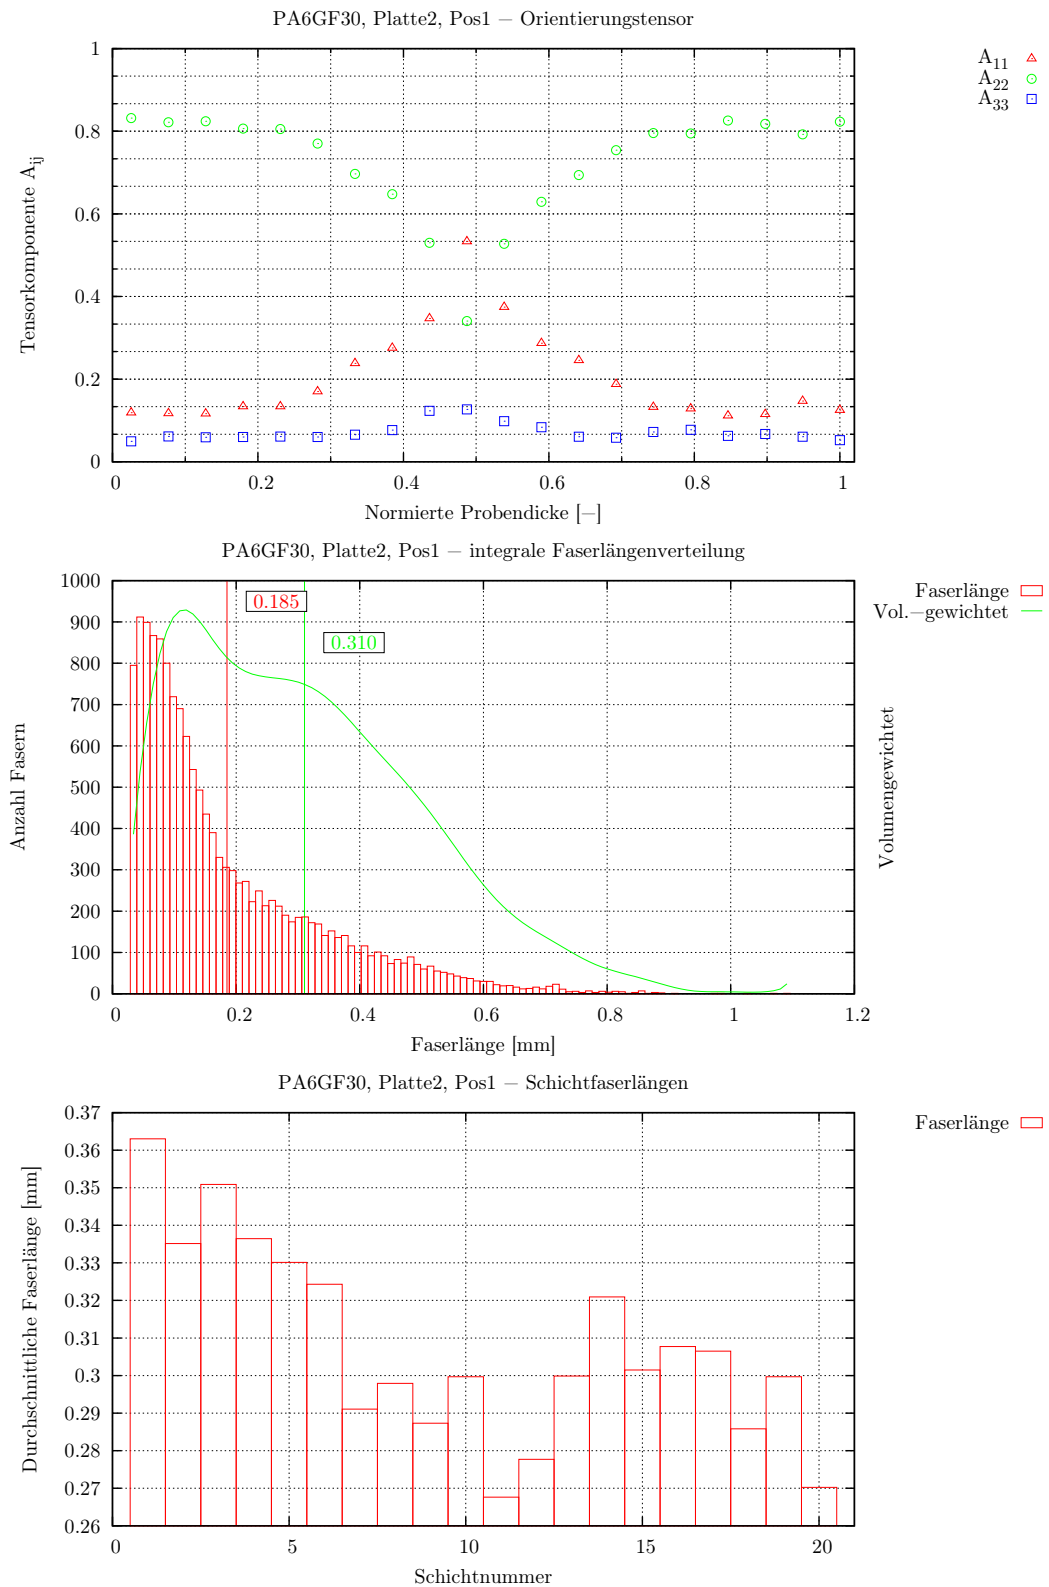 PA6GF30, Platte2, Pos1 − Orientierungstensor
A11
A22
A33
Tensorkomponente Aij
1
0.8
0.6
0.4
0.2
0
0 0.2 0.4 0.6 0.8 1
Normierte Probendicke [−]
PA6GF30, Platte2, Pos1 − integrale Faserlängenverteilung
Faserlänge
Vol.−gewichtet
0.185
0.310
Anzahl Fasern
Volumengewichtet
1000
900
800
700
600
500
400
300
200
100
0
0 0.2 0.4 0.6 0.8 1 1.2
Faserlänge [mm]
PA6GF30, Platte2, Pos1 − Schichtfaserlängen
Faserlänge
Durchschnittliche Faserlänge [mm]
0.37
0.36
0.35
0.34
0.33
0.32
0.31
0.3
0.29
0.28
0.27
0.26
0 5 10 15 20
Schichtnummer